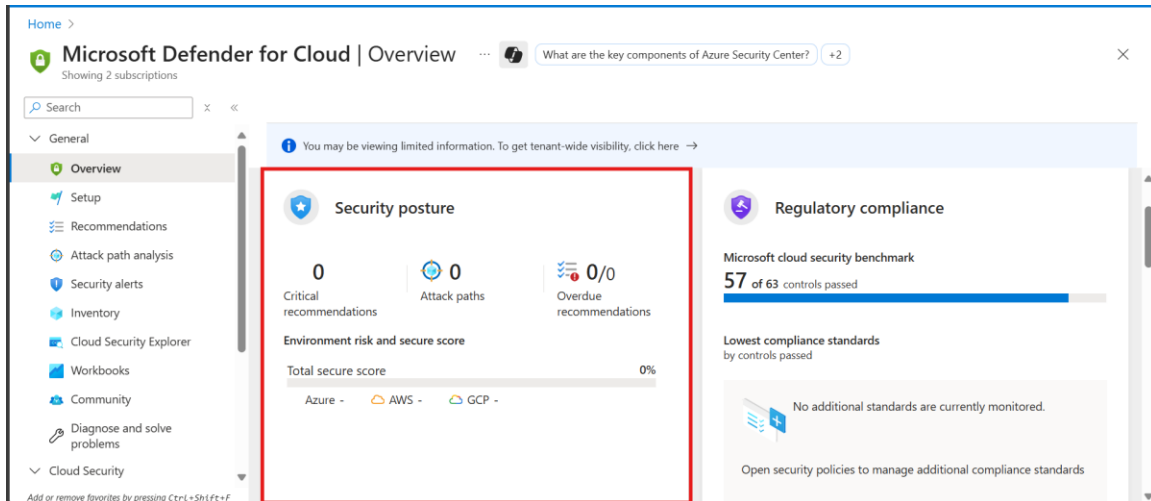 Home >
Microsoft Defender for Cloud | Overview ... What are the key components of Azure Security Center? +2
Showing 2 subscriptions
Search
General
Overview
Setup
Recommendations
Attack path analysis
Security alerts
Inventory
Cloud Security Explorer
Workbooks
Community
Diagnose and solve
problems
Cloud Security
Add or remove favorites by pressing Ctrl+Shift+F
You may be viewing limited information. To get tenant-wide visibility, click here →
Security posture
0
Critical
recommendations
0
Attack paths
0/0
Overdue
recommendations
Environment risk and secure score
Total secure score 0%
Azure - AWS - GCP -
Regulatory compliance
Microsoft cloud security benchmark
57 of 63 controls passed
Lowest compliance standards
by controls passed
No additional standards are currently monitored.
Open security policies to manage additional compliance standards